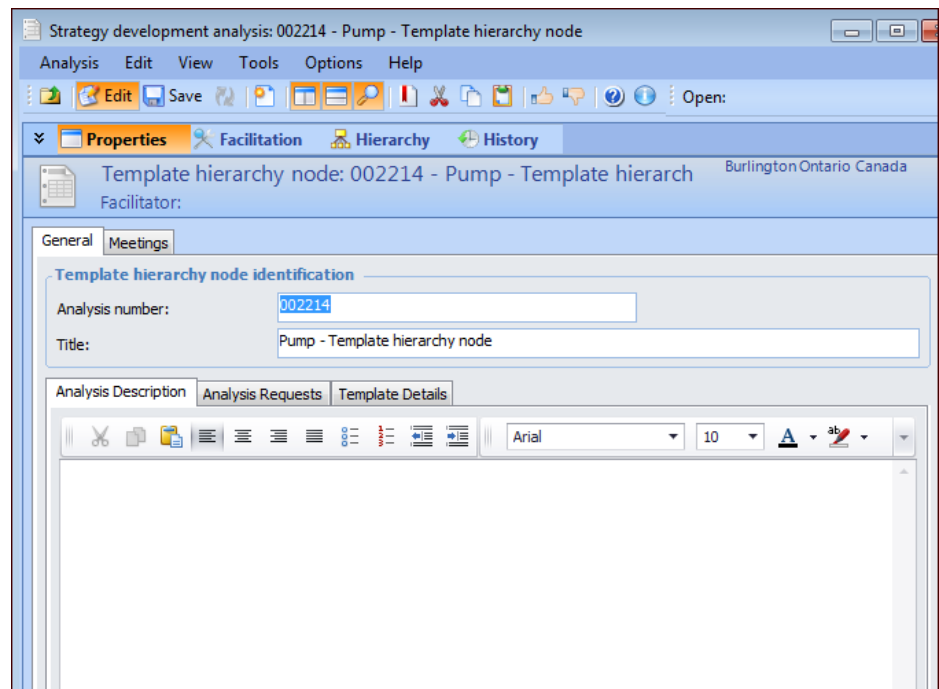 Strategy development analysis: 002214 - Pump - Template hierarchy node
Analysis Edit View Tools Options Help
Edit Save Open:
Properties Facilitation Hierarchy History
Template hierarchy node: 002214 - Pump - Template hierarch Burlington Ontario Canada
Facilitator:
General Meetings
Template hierarchy node identification
Analysis number: 002214
Title: Pump - Template hierarchy node
Analysis Description Analysis Requests Template Details
Arial 10 A ab